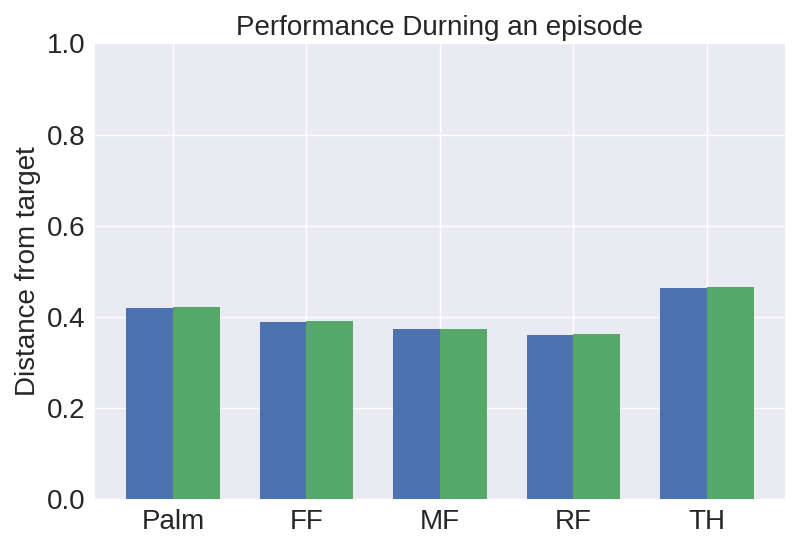 Performance Durning an episode
Distance from target
1.0
0.8
0.6
0.4
0.2
0.0
Palm FF MF RF TH